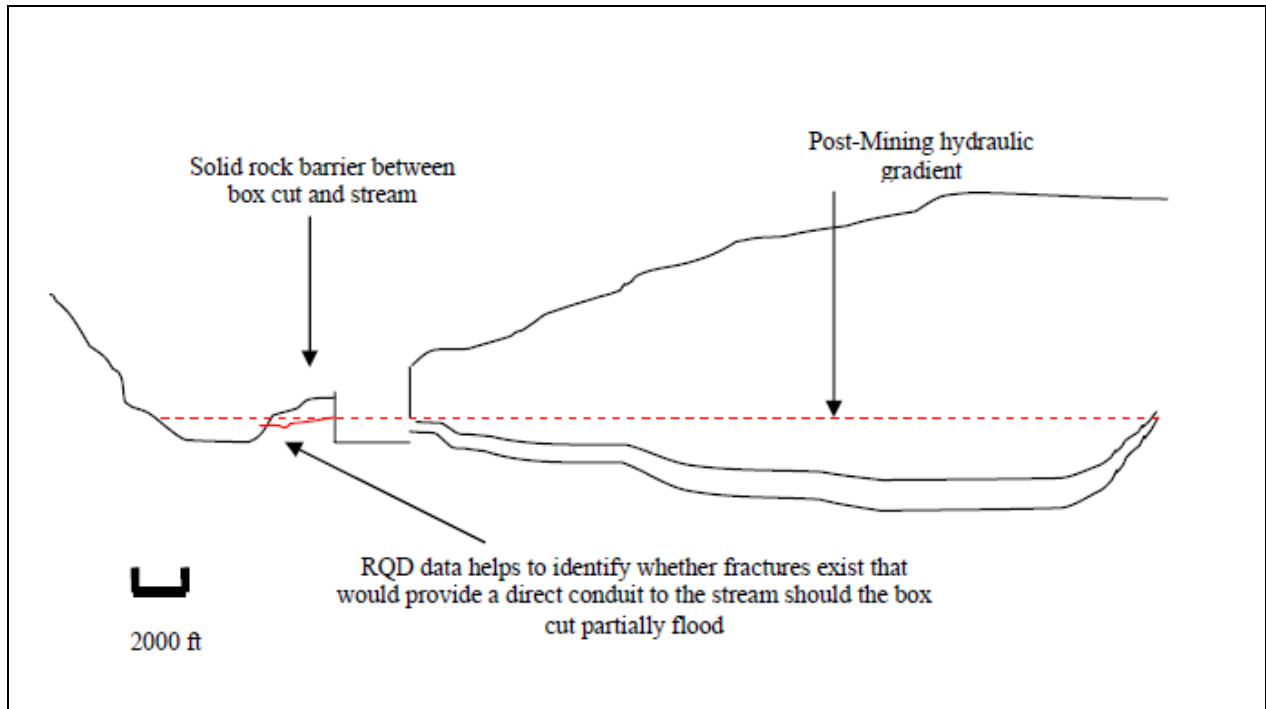 Solid rock barrier between
box cut and stream
Post-Mining hydraulic
gradient
RQD data helps to identify whether fractures exist that
would provide a direct conduit to the stream should the box
cut partially flood
2000 ft